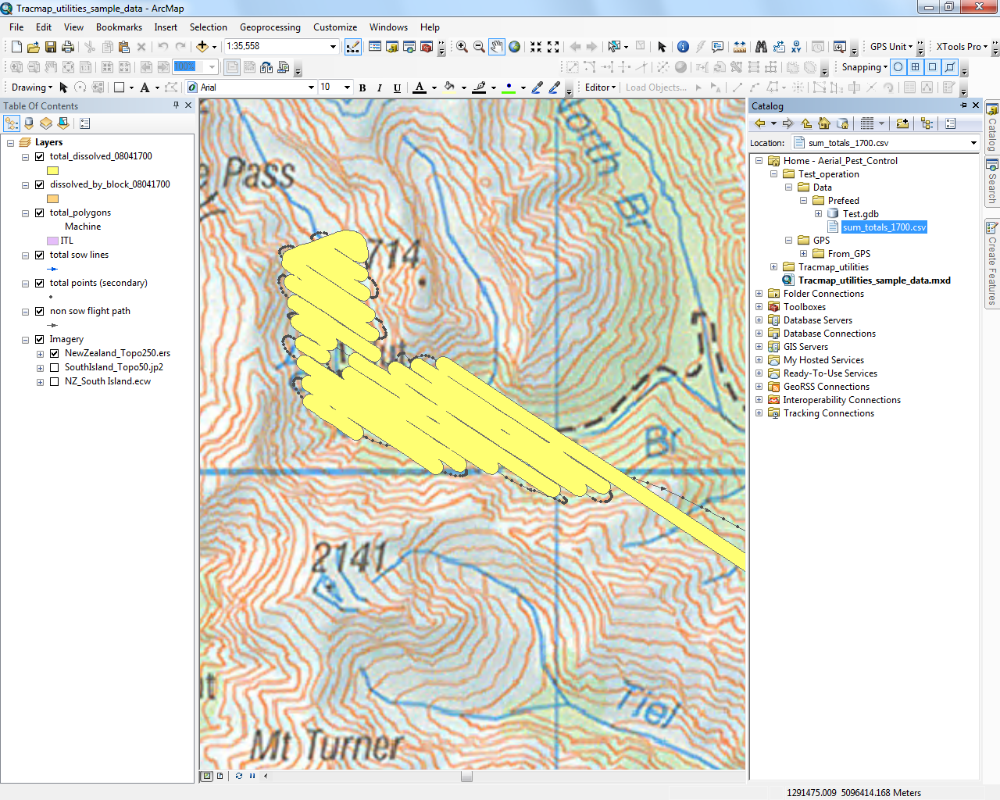 Tracmap_utilities_sample_data - ArcMap
File Edit View Bookmarks Insert Selection Geoprocessing Customize Windows Help
1:35,558 GPS Unit XTools Pro
100% Snapping
Drawing A Arial 10 B I U A Editor Load Objects...
Table Of Contents
Layers
total_dissolved_08041700
dissolved_by_block_08041700
total_polygons
Machine
ITL
total sow lines
total points (secondary)
non sow flight path
Imagery
NewZealand_Topo250.ers
SouthIsland_Topo50.jp2
NZ_South Island.ecw
North Br
Pass
714
ut
Br
2141
Tiel
Mt Turner
Catalog
Location: sum_totals_1700.csv
Home - Aerial_Pest_Control
Test_operation
Data
Prefeed
Test.gdb
sum_totals_1700.csv
GPS
From_GPS
Tracmap_utilities
Tracmap_utilities_sample_data.mxd
Folder Connections
Toolboxes
Database Servers
Database Connections
GIS Servers
My Hosted Services
Ready-To-Use Services
GeoRSS Connections
Interoperability Connections
Tracking Connections
Catalog
Search
Create Features
1291475.009 5096414.168 Meters